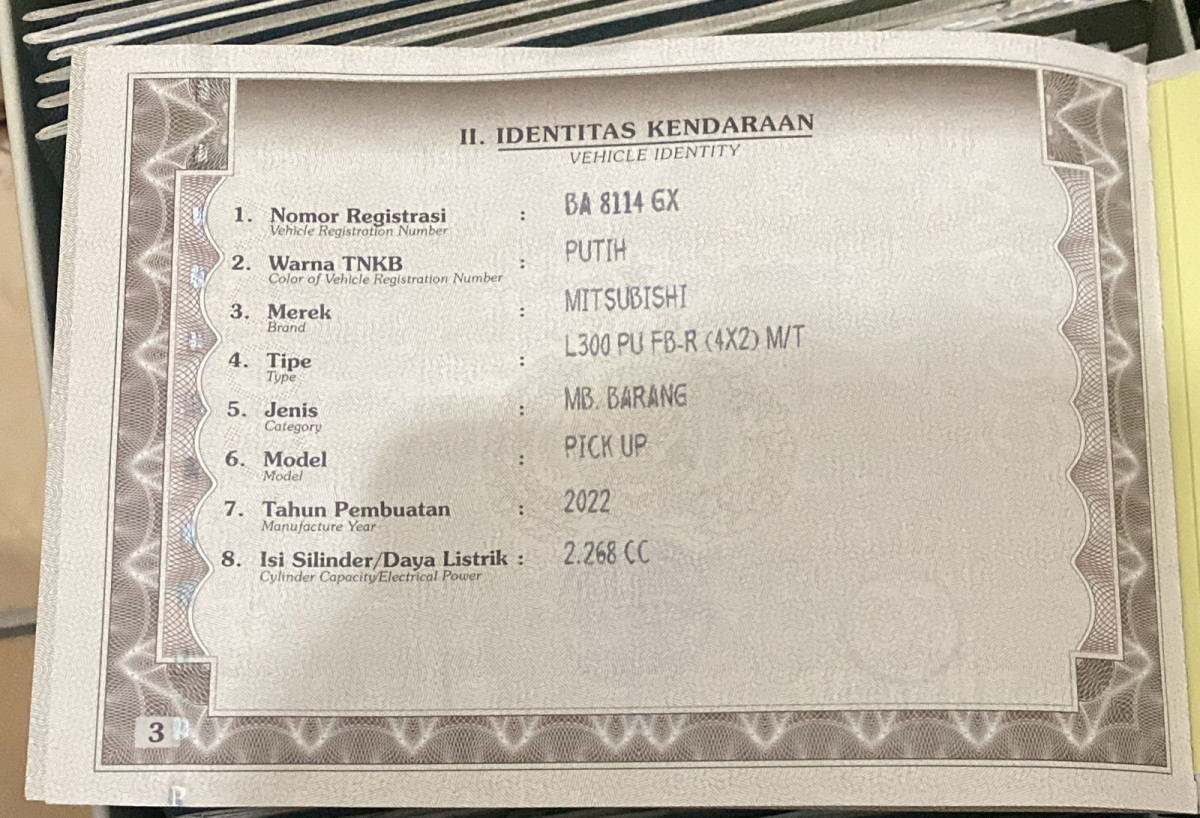 II. IDENTITAS KENDARAAN
VEHICLE IDENTITY
1. Nomor Registrasi : BA 8114 GX
Vehicle Registration Number
2. Warna TNKB : PUTIH
Color of Vehicle Registration Number
3. Merek : MITSUBISHI
Brand
4. Tipe : L300 PU FB-R (4X2) M/T
Type
5. Jenis : MB. BARANG
Category
6. Model : PICK UP
Model
7. Tahun Pembuatan : 2022
Manufacture Year
8. Isi Silinder/Daya Listrik : 2.268 CC
Cylinder Capacity/Electrical Power
3